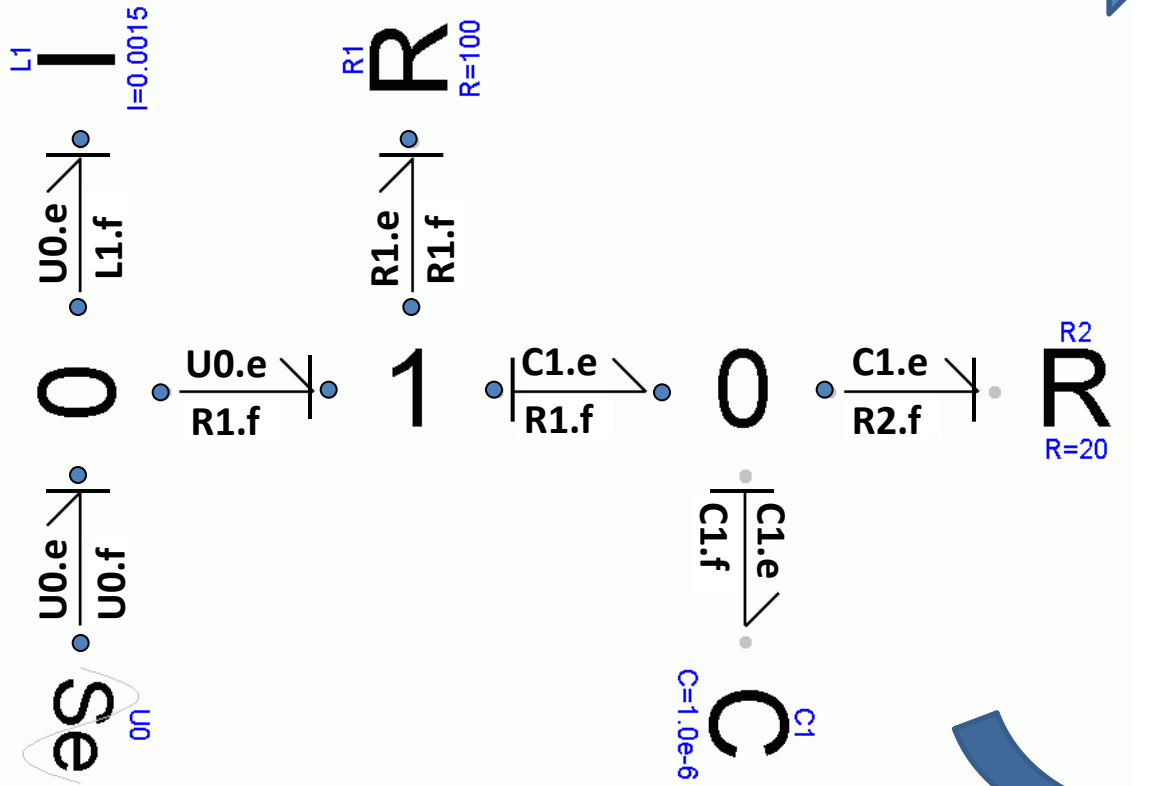 L1
I
I=0.0015
R1
R
R=100
U0.e
L1.f
R1.e
R1.f
0
U0.e
R1.f
1
C1.e
R1.f
0
C1.e
R2.f
R2
R
R=20
U0.e
U0.f
C1.f
C1.e
Se
U0
C=1.0e-6
C
C1